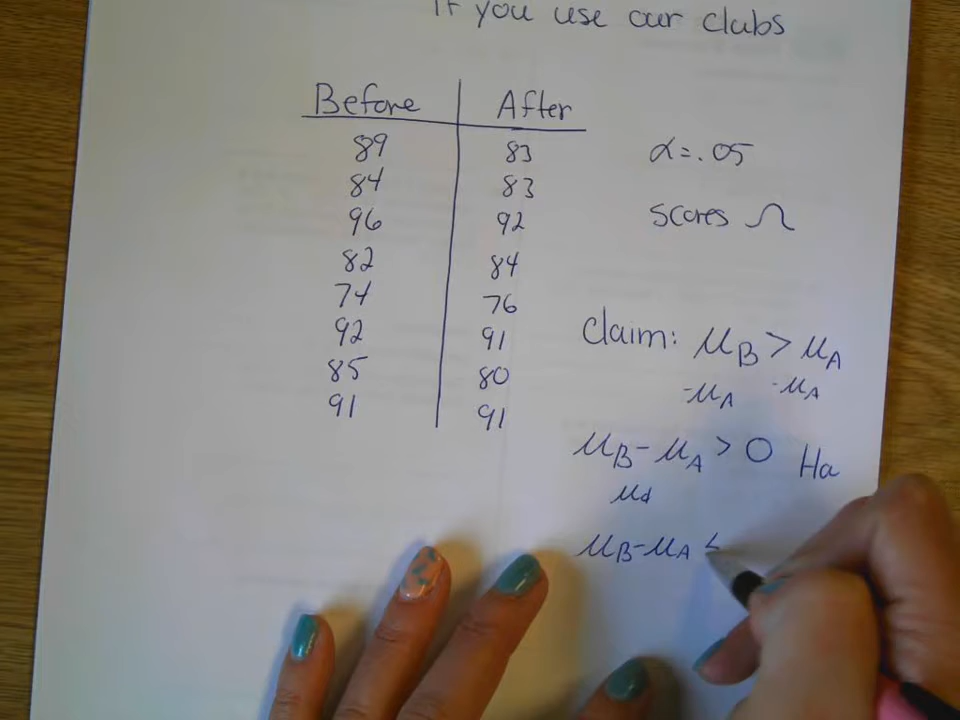 If you use our clubs
Before After
89 83
84 83
96 92
82 84
74 76
92 91
85 80
91 91
α=.05
scores
Claim: μB > μA
-μA -μA
μB - μA > 0 Ha
μd
μB - μA ≤